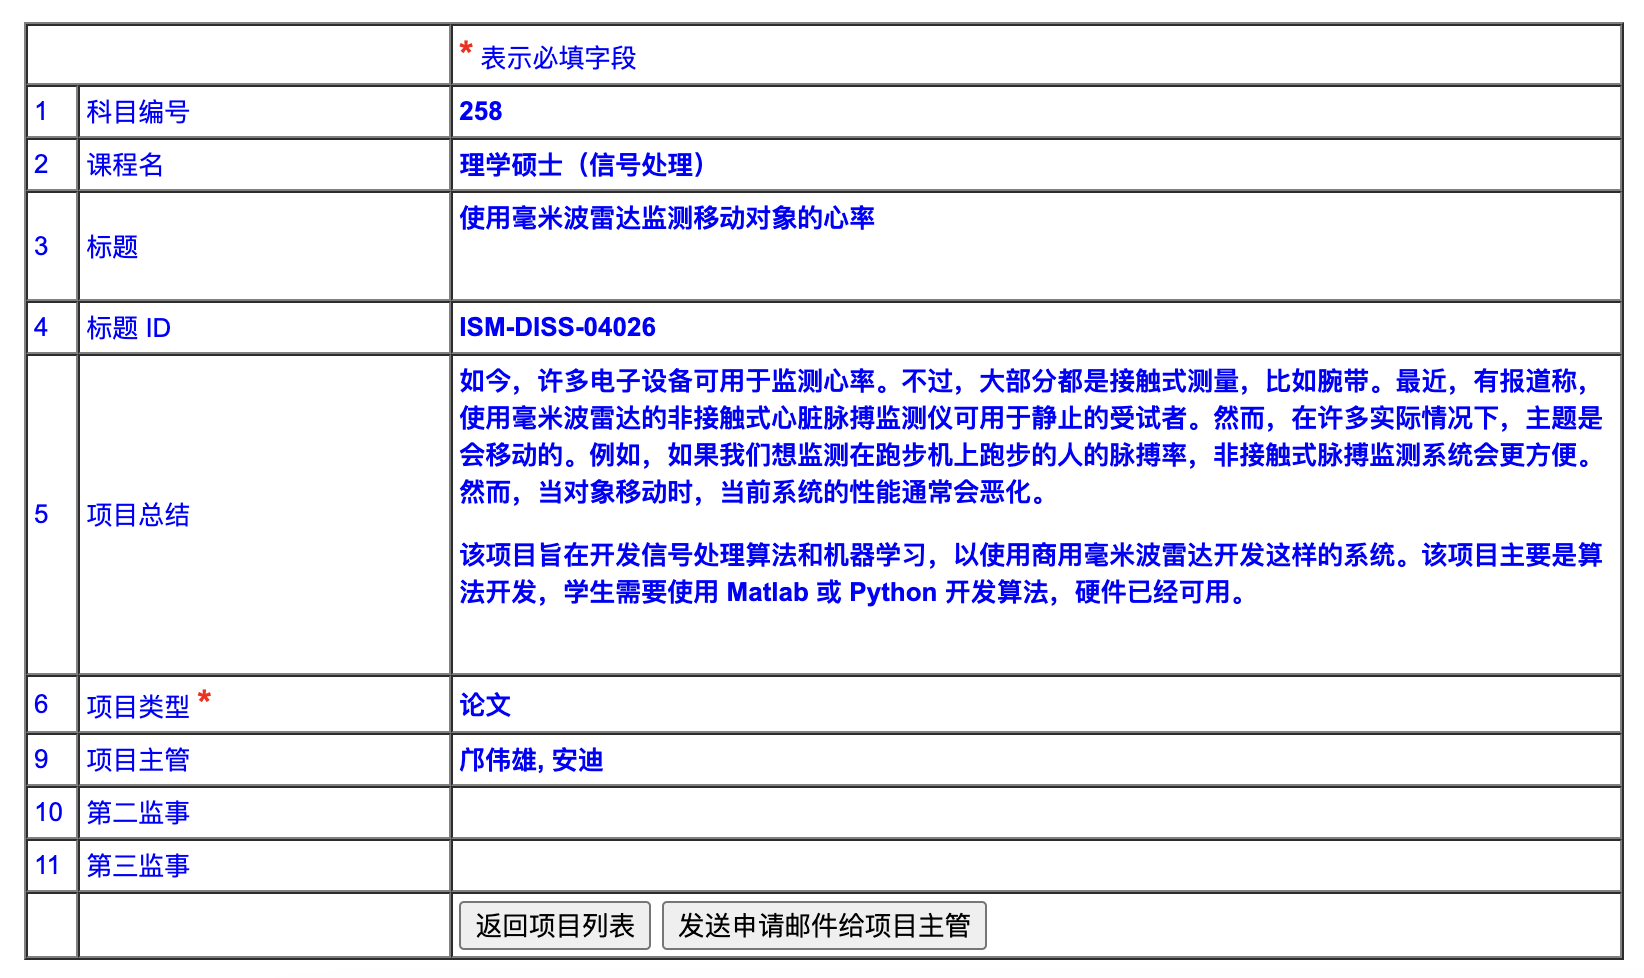 * 表示必填字段
1 科目编号 258
2 课程名 理学硕士（信号处理）
3 标题 使用毫米波雷达监测移动对象的心率
4 标题 ID ISM-DISS-04026
5 项目总结
如今，许多电子设备可用于监测心率。不过，大部分都是接触式测量，比如腕带。最近，有报道称，
使用毫米波雷达的非接触式心脏脉搏监测仪可用于静止的受试者。然而，在许多实际情况下，主题是
会移动的。例如，如果我们想监测在跑步机上跑步的人的脉搏率，非接触式脉搏监测系统会更方便。
然而，当对象移动时，当前系统的性能通常会恶化。
该项目旨在开发信号处理算法和机器学习，以使用商用毫米波雷达开发这样的系统。该项目主要是算
法开发，学生需要使用 Matlab 或 Python 开发算法，硬件已经可用。
6 项目类型 * 论文
9 项目主管 邝伟雄, 安迪
10 第二监事
11 第三监事
返回项目列表 发送申请邮件给项目主管